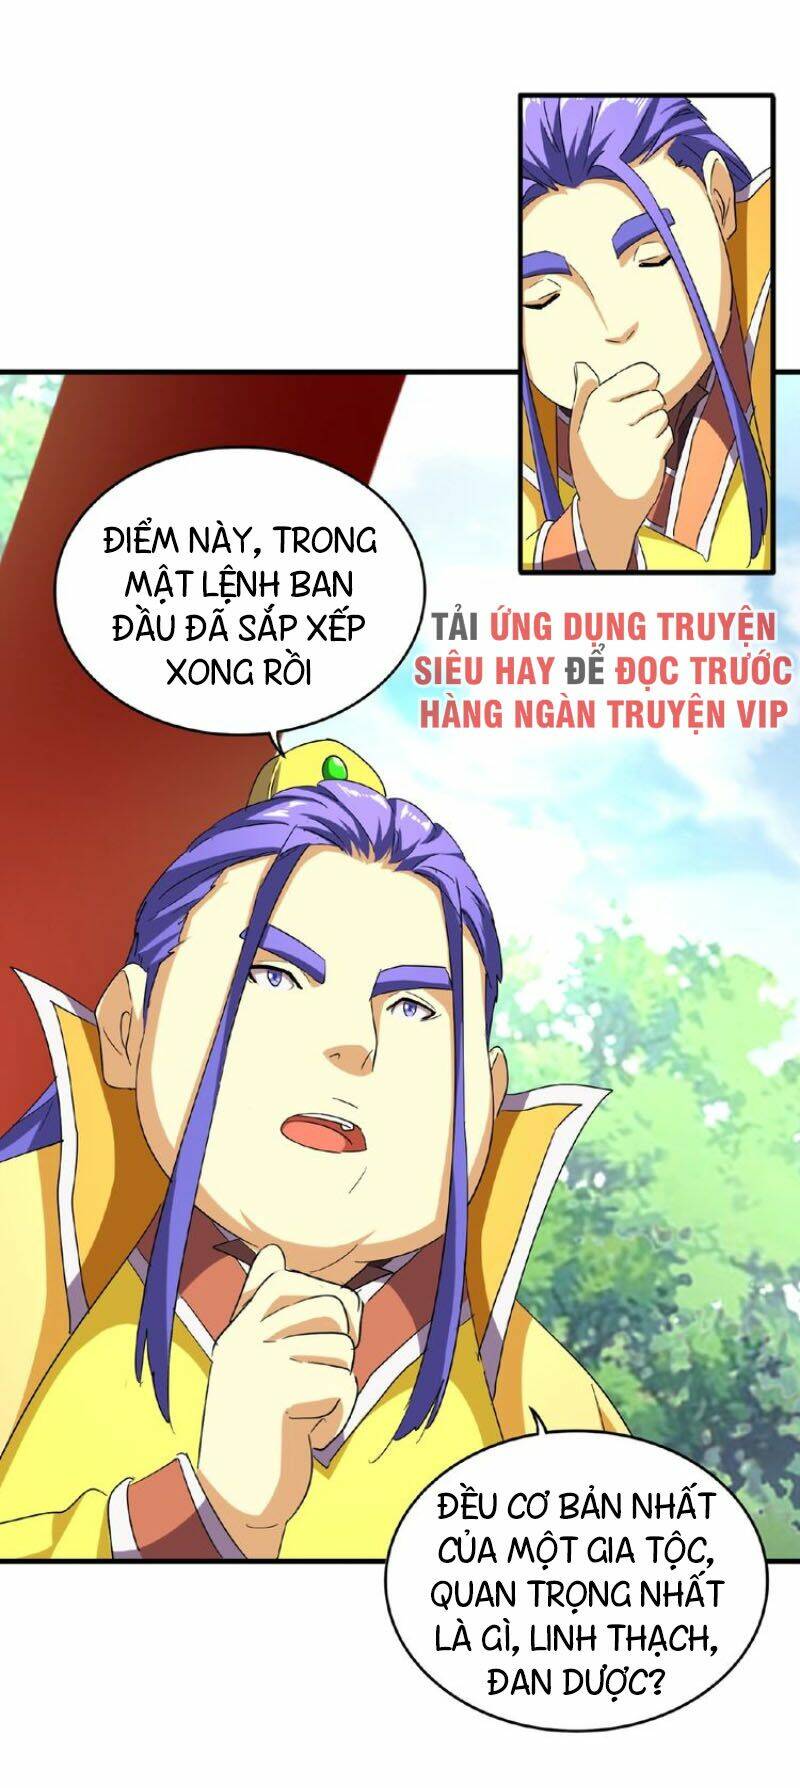 ĐIỂM NÀY, TRONG
MẬT LỆNH BAN
ĐẦU ĐÃ SẮP XẾP
XONG RỒI
TẢI ỨNG DỤNG TRUYỆN
SIÊU HAY ĐỂ ĐỌC TRƯỚC
HÀNG NGÀN TRUYỆN VIP
ĐỀU CƠ BẢN NHẤT
CỦA MỘT GIA TỘC,
QUAN TRỌNG NHẤT
LÀ GÌ, LINH THẠCH,
ĐAN DƯỢC?